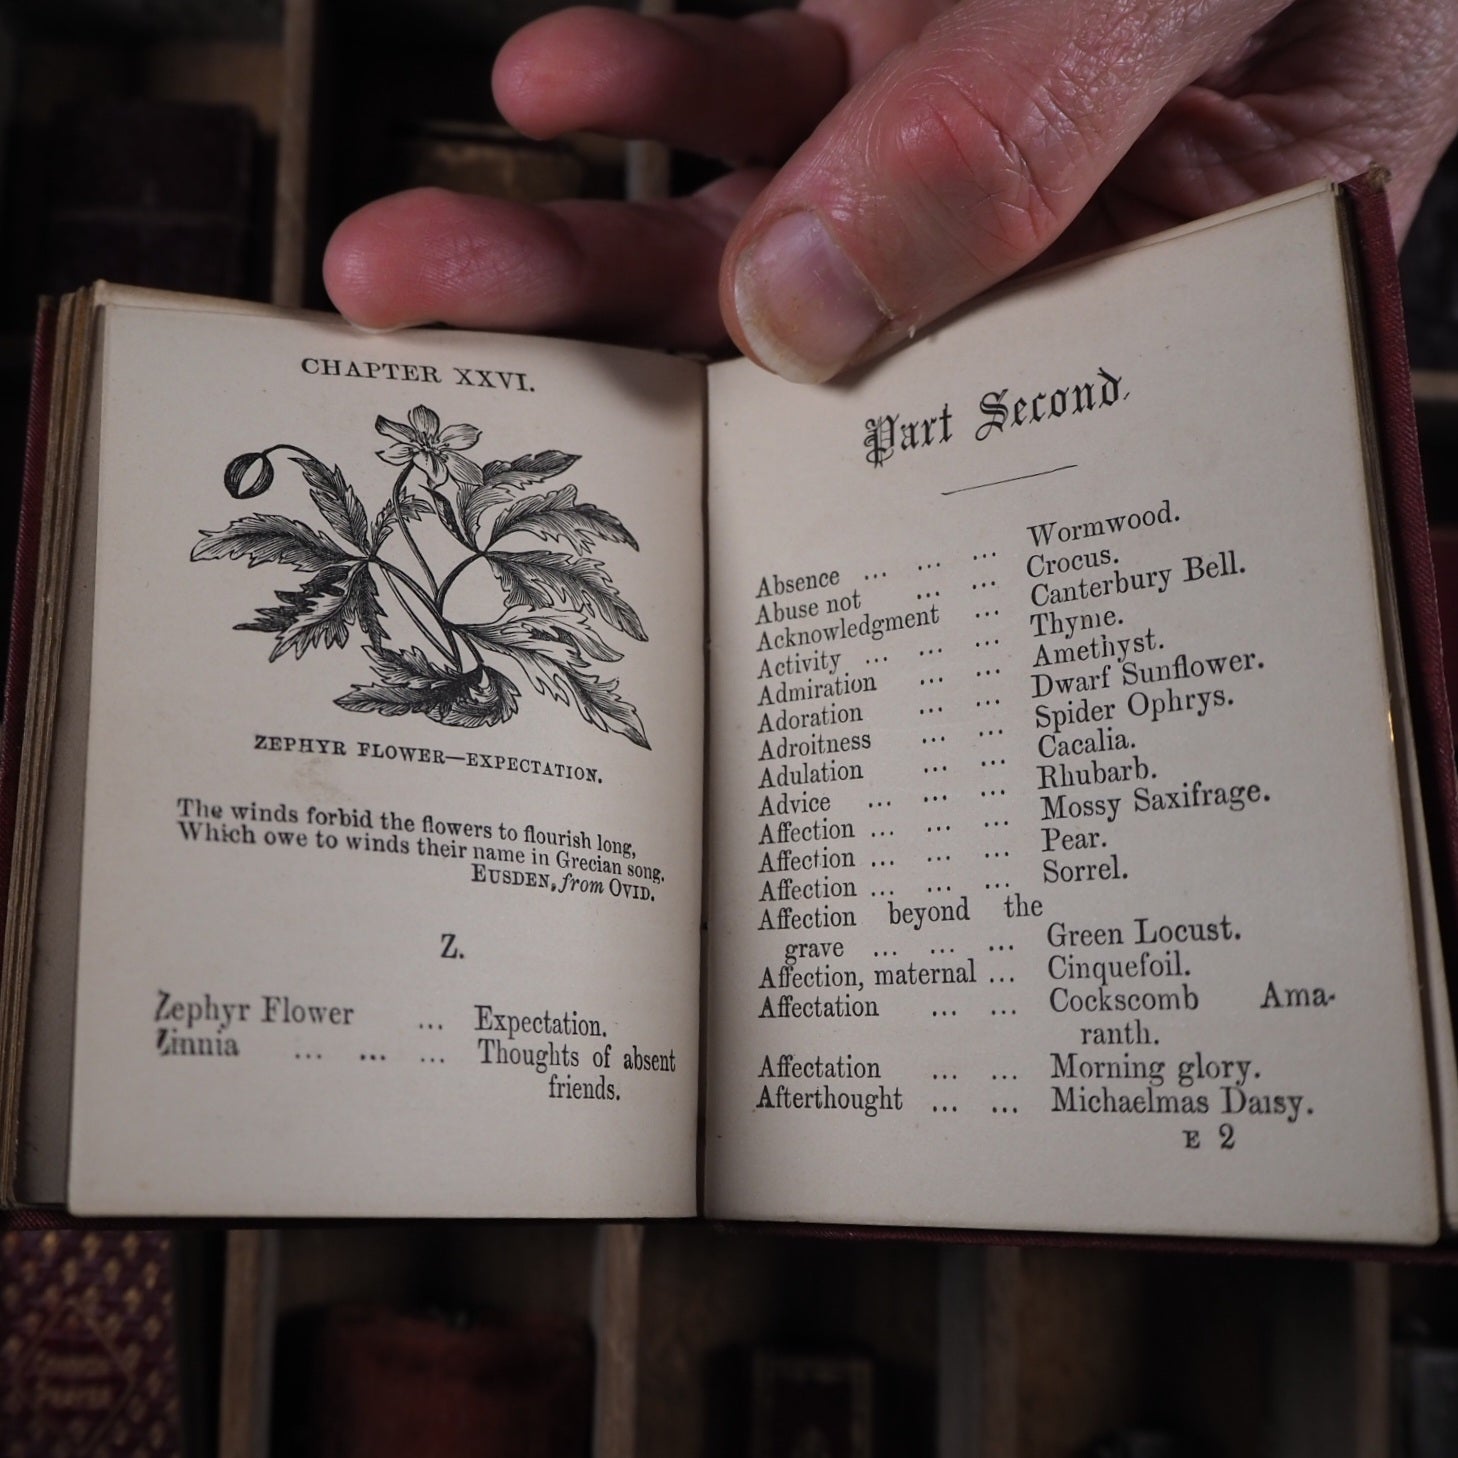 CHAPTER XXVI.
ZEPHYR FLOWER—EXPECTATION.
The winds forbid the flowers to flourish long,
Which owe to winds their name in Grecian song.
EUSDEN, from OVID.
Z.
Zephyr Flower ... Expectation.
Zinnia ... ... ... Thoughts of absent
friends.
Part Second.
Absence ... ... ... Wormwood.
Abuse not ... ... Crocus.
Acknowledgment ... Canterbury Bell.
Activity ... ... ... Thyme.
Admiration ... ... Amethyst.
Adoration ... ... Dwarf Sunflower.
Adroitness ... ... Spider Ophrys.
Adulation ... ... Cacalia.
Advice ... ... ... Rhubarb.
Affection ... ... ... Mossy Saxifrage.
Affection ... ... ... Pear.
Affection ... ... ... Sorrel.
Affection beyond the
grave ... ... ... Green Locust.
Affection, maternal ... Cinquefoil.
Affectation ... ... Cockscomb Ama-
ranth.
Affectation ... ... Morning glory.
Afterthought ... ... Michaelmas Daisy.
E 2